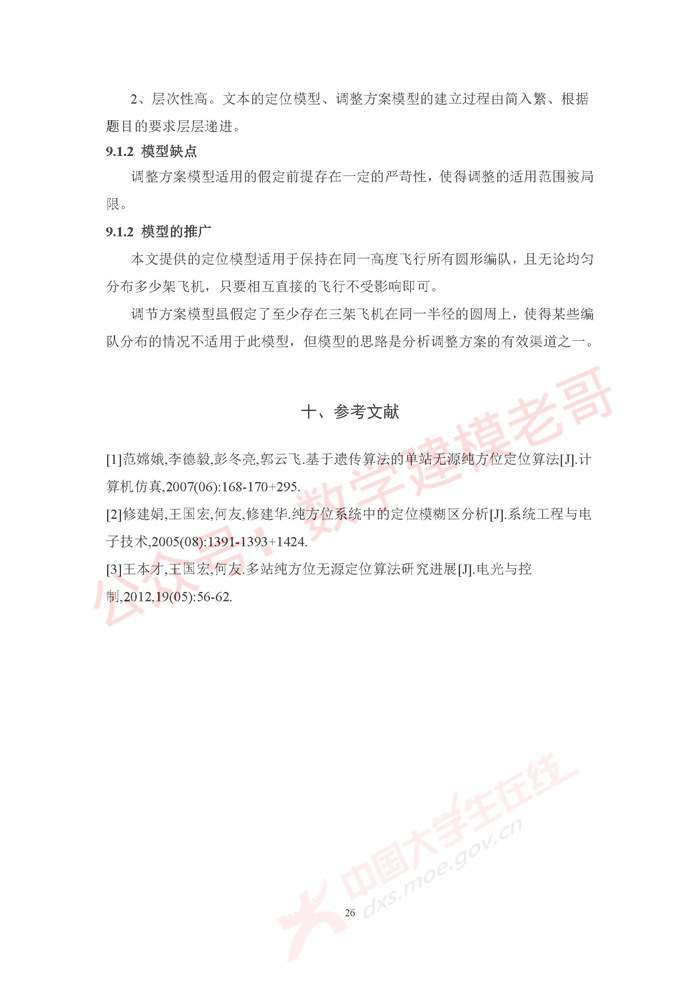 2、层次性高。文本的定位模型、调整方案模型的建立过程由简入繁、根据
题目的要求层层递进。
9.1.2 模型缺点
调整方案模型适用的假定前提存在一定的严苛性，使得调整的适用范围被局
限。
9.1.2 模型的推广
本文提供的定位模型适用于保持在同一高度飞行所有圆形编队，且无论均匀
分布多少架飞机，只要相互直接的飞行不受影响即可。
调节方案模型虽假定了至少存在三架飞机在同一半径的圆周上，使得某些编
队分布的情况不适用于此模型，但模型的思路是分析调整方案的有效渠道之一。
十、参考文献
[1]范嫦娥,李德毅,彭冬亮,郭云飞.基于遗传算法的单站无源纯方位定位算法[J].计
算机仿真,2007(06):168-170+295.
[2]修建娟,王国宏,何友,修建华.纯方位系统中的定位模糊区分析[J].系统工程与电
子技术,2005(08):1391-1393+1424.
[3]王本才,王国宏,何友.多站纯方位无源定位算法研究进展[J].电光与控
制,2012,19(05):56-62.
公众号：数学建模老哥
中国大学生在线
dxs.moe.gov.cn
26